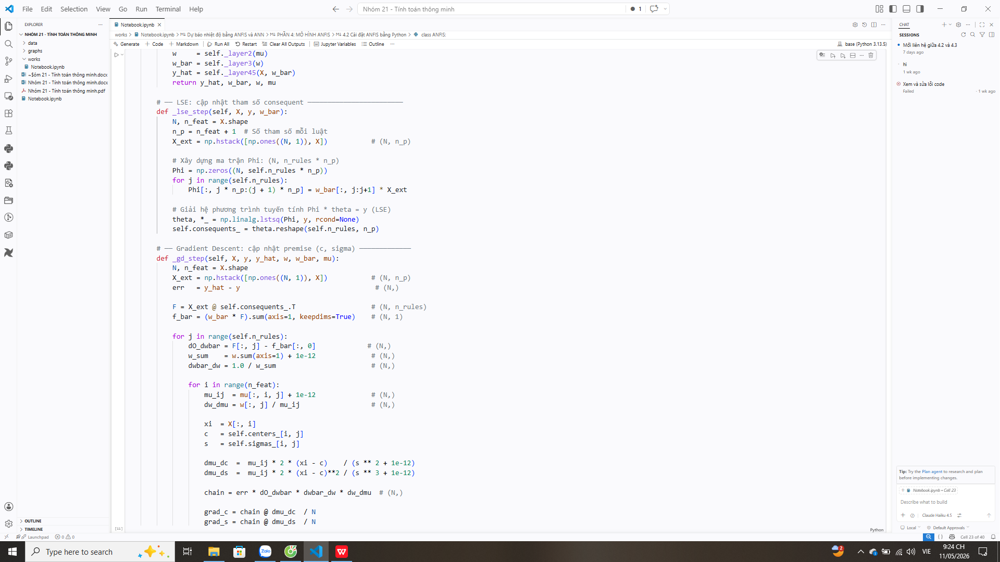 File Edit Selection View Go Run Terminal Help
Nhóm 21 - Tính toán thông minh
1
EXPLORER
NHÓM 21 - TÍNH TOÁN THÔNG MINH
data
graphs
works
Notebook.ipynb
~$óm 21 - Tính toán thông minh.docx
Nhóm 21 - Tính toán thông minh.docx
Nhóm 21 - Tính toán thông minh.pdf
Notebook.ipynb
OUTLINE
TIMELINE
Notebook.ipynb
works > Notebook.ipynb > M↓ Dự báo nhiệt độ bằng ANFIS và ANN > M↓ PHẦN 4: MÔ HÌNH ANFIS > M↓ 4.2 Cài đặt ANFIS bằng Python > class ANFIS:
Generate + Code + Markdown Run All Restart Clear All Outputs Jupyter Variables Outline ...
base (Python 3.13.5)
w     = self._layer2(mu)
w_bar = self._layer3(w)
y_hat = self._layer45(X, w_bar)
return y_hat, w_bar, w, mu
# —— LSE: cập nhật tham số consequent ————————————————————————
def _lse_step(self, X, y, w_bar):
N, n_feat = X.shape
n_p = n_feat + 1  # Số tham số mỗi luật
X_ext = np.hstack([np.ones((N, 1)), X])           # (N, n_p)
# Xây dựng ma trận Phi: (N, n_rules * n_p)
Phi = np.zeros((N, self.n_rules * n_p))
for j in range(self.n_rules):
Phi[:, j * n_p:(j + 1) * n_p] = w_bar[:, j:j+1] * X_ext
# Giải hệ phương trình tuyến tính Phi * theta = y (LSE)
theta, *_ = np.linalg.lstsq(Phi, y, rcond=None)
self.consequents_ = theta.reshape(self.n_rules, n_p)
# —— Gradient Descent: cập nhật premise (c, sigma) —————————————
def _gd_step(self, X, y, y_hat, w, w_bar, mu):
N, n_feat = X.shape
X_ext = np.hstack([np.ones((N, 1)), X])           # (N, n_p)
err   = y_hat - y                                  # (N,)
F = X_ext @ self.consequents_.T                   # (N, n_rules)
f_bar = (w_bar * F).sum(axis=1, keepdims=True)    # (N, 1)
for j in range(self.n_rules):
dO_dwbar = F[:, j] - f_bar[:, 0]             # (N,)
w_sum    = w.sum(axis=1) + 1e-12              # (N,)
dwbar_dw = 1.0 / w_sum                        # (N,)
for i in range(n_feat):
mu_ij  = mu[:, i, j] + 1e-12              # (N,)
dw_dmu = w[:, j] / mu_ij                  # (N,)
xi  = X[:, i]
c   = self.centers_[i, j]
s   = self.sigmas_[i, j]
dmu_dc  =  mu_ij * 2 * (xi - c)    / (s ** 2 + 1e-12)
dmu_ds  =  mu_ij * 2 * (xi - c)**2 / (s ** 3 + 1e-12)
chain = err * dO_dwbar * dwbar_dw * dw_dmu  # (N,)
grad_c = chain @ dmu_dc  / N
grad_s = chain @ dmu_ds  / N
[11]
Python
CHAT
SESSIONS
Mối liên hệ giữa 4.2 và 4.3
7 days ago
hi
1 wk ago
Xem và sửa lỗi code
Failed · 1 wk ago
Tip: Try the Plan agent to research and plan
before implementing changes.
+ Notebook.ipynb • Cell 23
Describe what to build
Claude Haiku 4.5
Local Default Approvals
Launchpad 0 0
Cell 23 of 40
Type here to search
Zalo
2
VIE
9:24 CH
11/05/2026